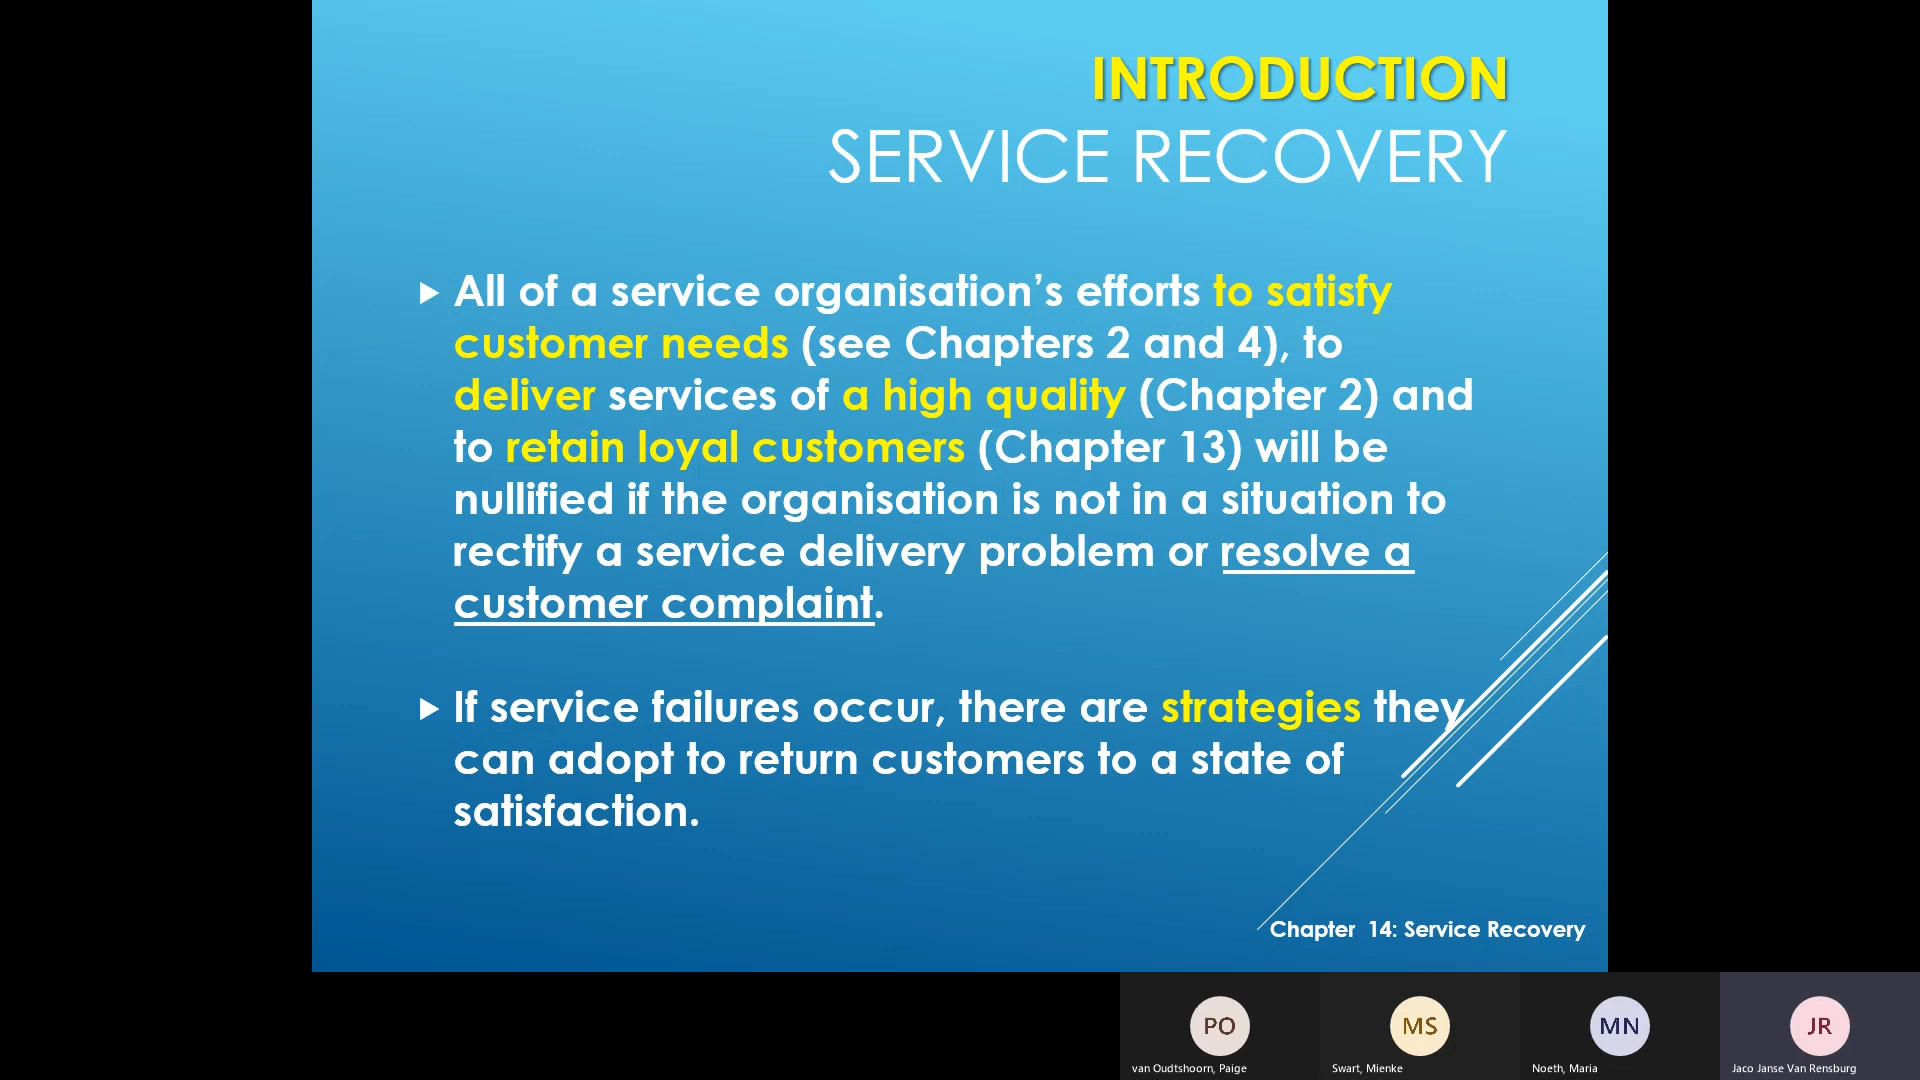 INTRODUCTION
SERVICE RECOVERY
All of a service organisation’s efforts to satisfy
customer needs (see Chapters 2 and 4), to
deliver services of a high quality (Chapter 2) and
to retain loyal customers (Chapter 13) will be
nullified if the organisation is not in a situation to
rectify a service delivery problem or resolve a
customer complaint.
If service failures occur, there are strategies they
can adopt to return customers to a state of
satisfaction.
Chapter 14: Service Recovery
PO
MS
MN
JR
van Oudtshoorn, Paige
Swart, Mienke
Noeth, Maria
Jaco Janse Van Rensburg